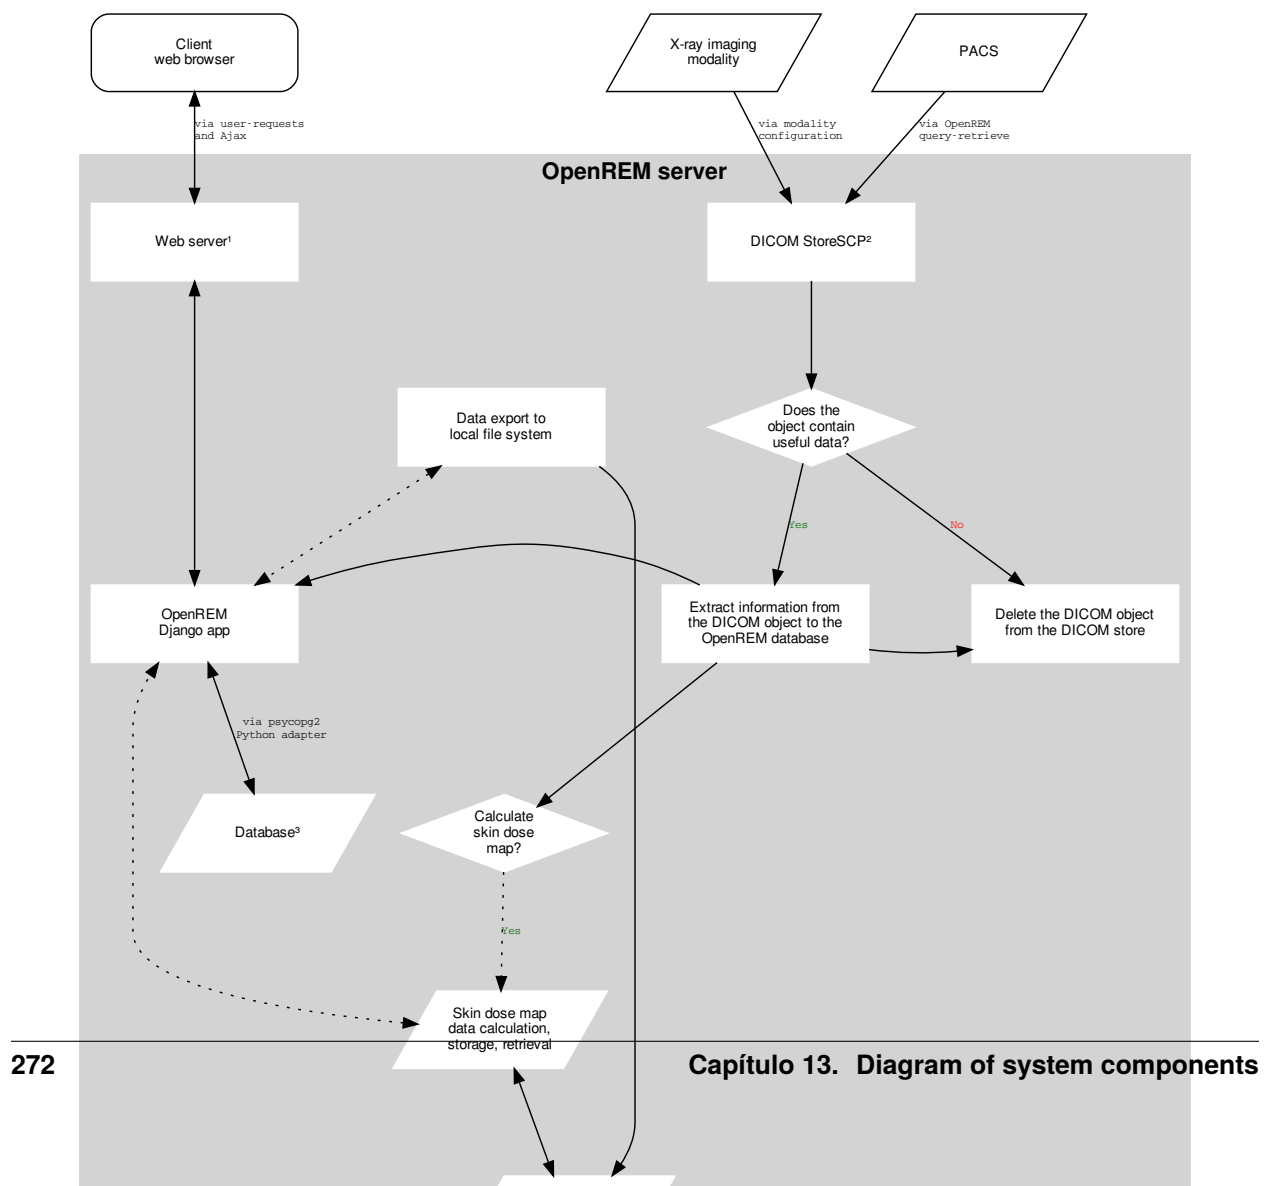 Client
web browser
X-ray imaging
modality
PACS
via user-requests
and Ajax
via modality
configuration
via OpenREM
query-retrieve
OpenREM server
Web server¹
DICOM StoreSCP²
Data export to
local file system
Does the
object contain
useful data?
Yes
No
OpenREM
Django app
Extract information from
the DICOM object to the
OpenREM database
Delete the DICOM object
from the DICOM store
via psycopg2
Python adapter
Database³
Calculate
skin dose
map?
Yes
Skin dose map
data calculation,
storage, retrieval
272
Capítulo 13. Diagram of system components